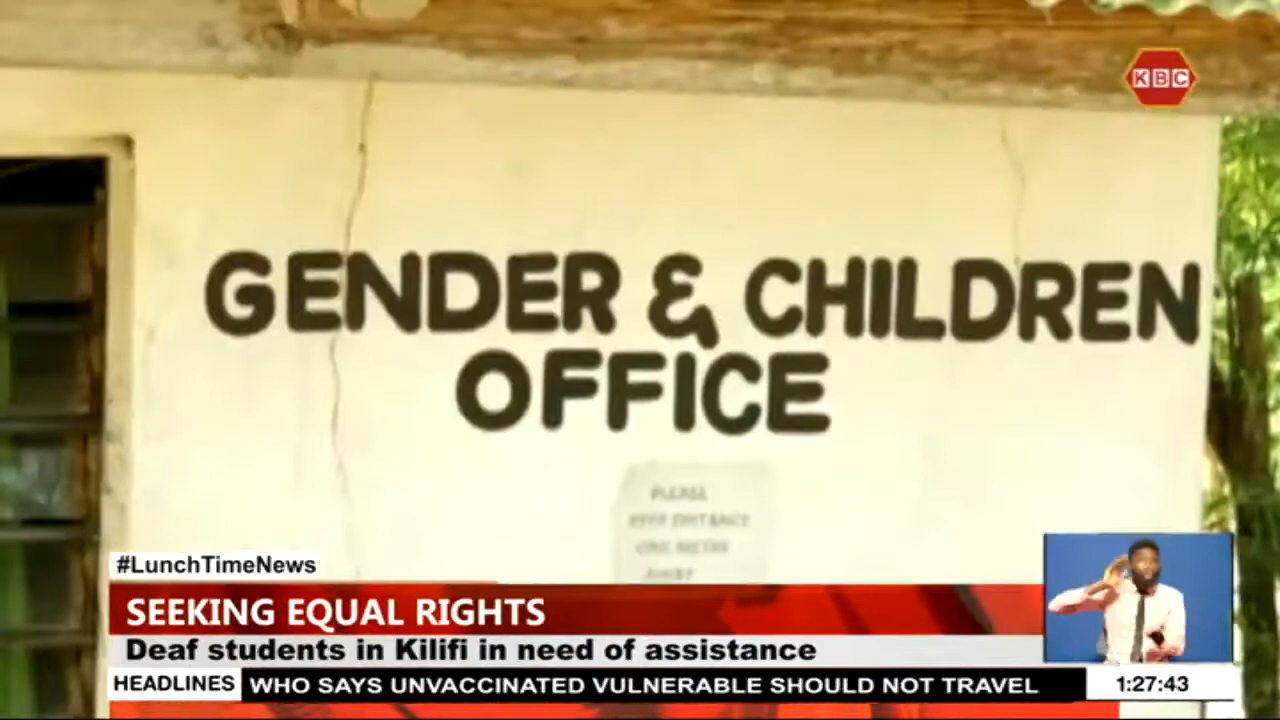 KBC
GENDER & CHILDREN
OFFICE
PLEASE
KEEP DISTANCE
ONE METRE
AWAY
#LunchTimeNews
SEEKING EQUAL RIGHTS
Deaf students in Kilifi in need of assistance
HEADLINES WHO SAYS UNVACCINATED VULNERABLE SHOULD NOT TRAVEL 1:27:43